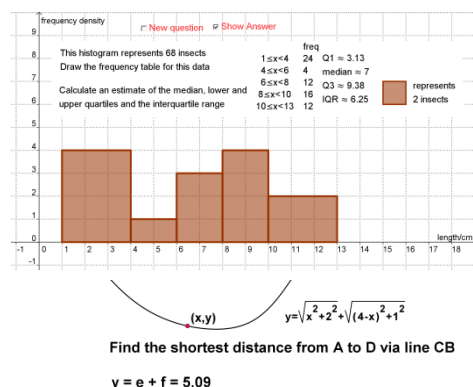 frequency density
New question Show Answer
This histogram represents 68 insects
Draw the frequency table for this data
Calculate an estimate of the median, lower and
upper quartiles and the interquartile range
freq
1≤x<4 24
4≤x<6 4
6≤x<8 12
8≤x<10 16
10≤x<13 12
Q1 ≈ 3.13
median ≈ 7
Q3 ≈ 9.38
IQR ≈ 6.25
represents
2 insects
9
8
7
6
5
4
3
2
1
0
-1
-1 0 1 2 3 4 5 6 7 8 9 10 11 12 13 14 15 16 17 18
length/cm
(x,y)
y=√x²+2²+√(4-x)²+1²
Find the shortest distance from A to D via line CB
y = e + f = 5.09